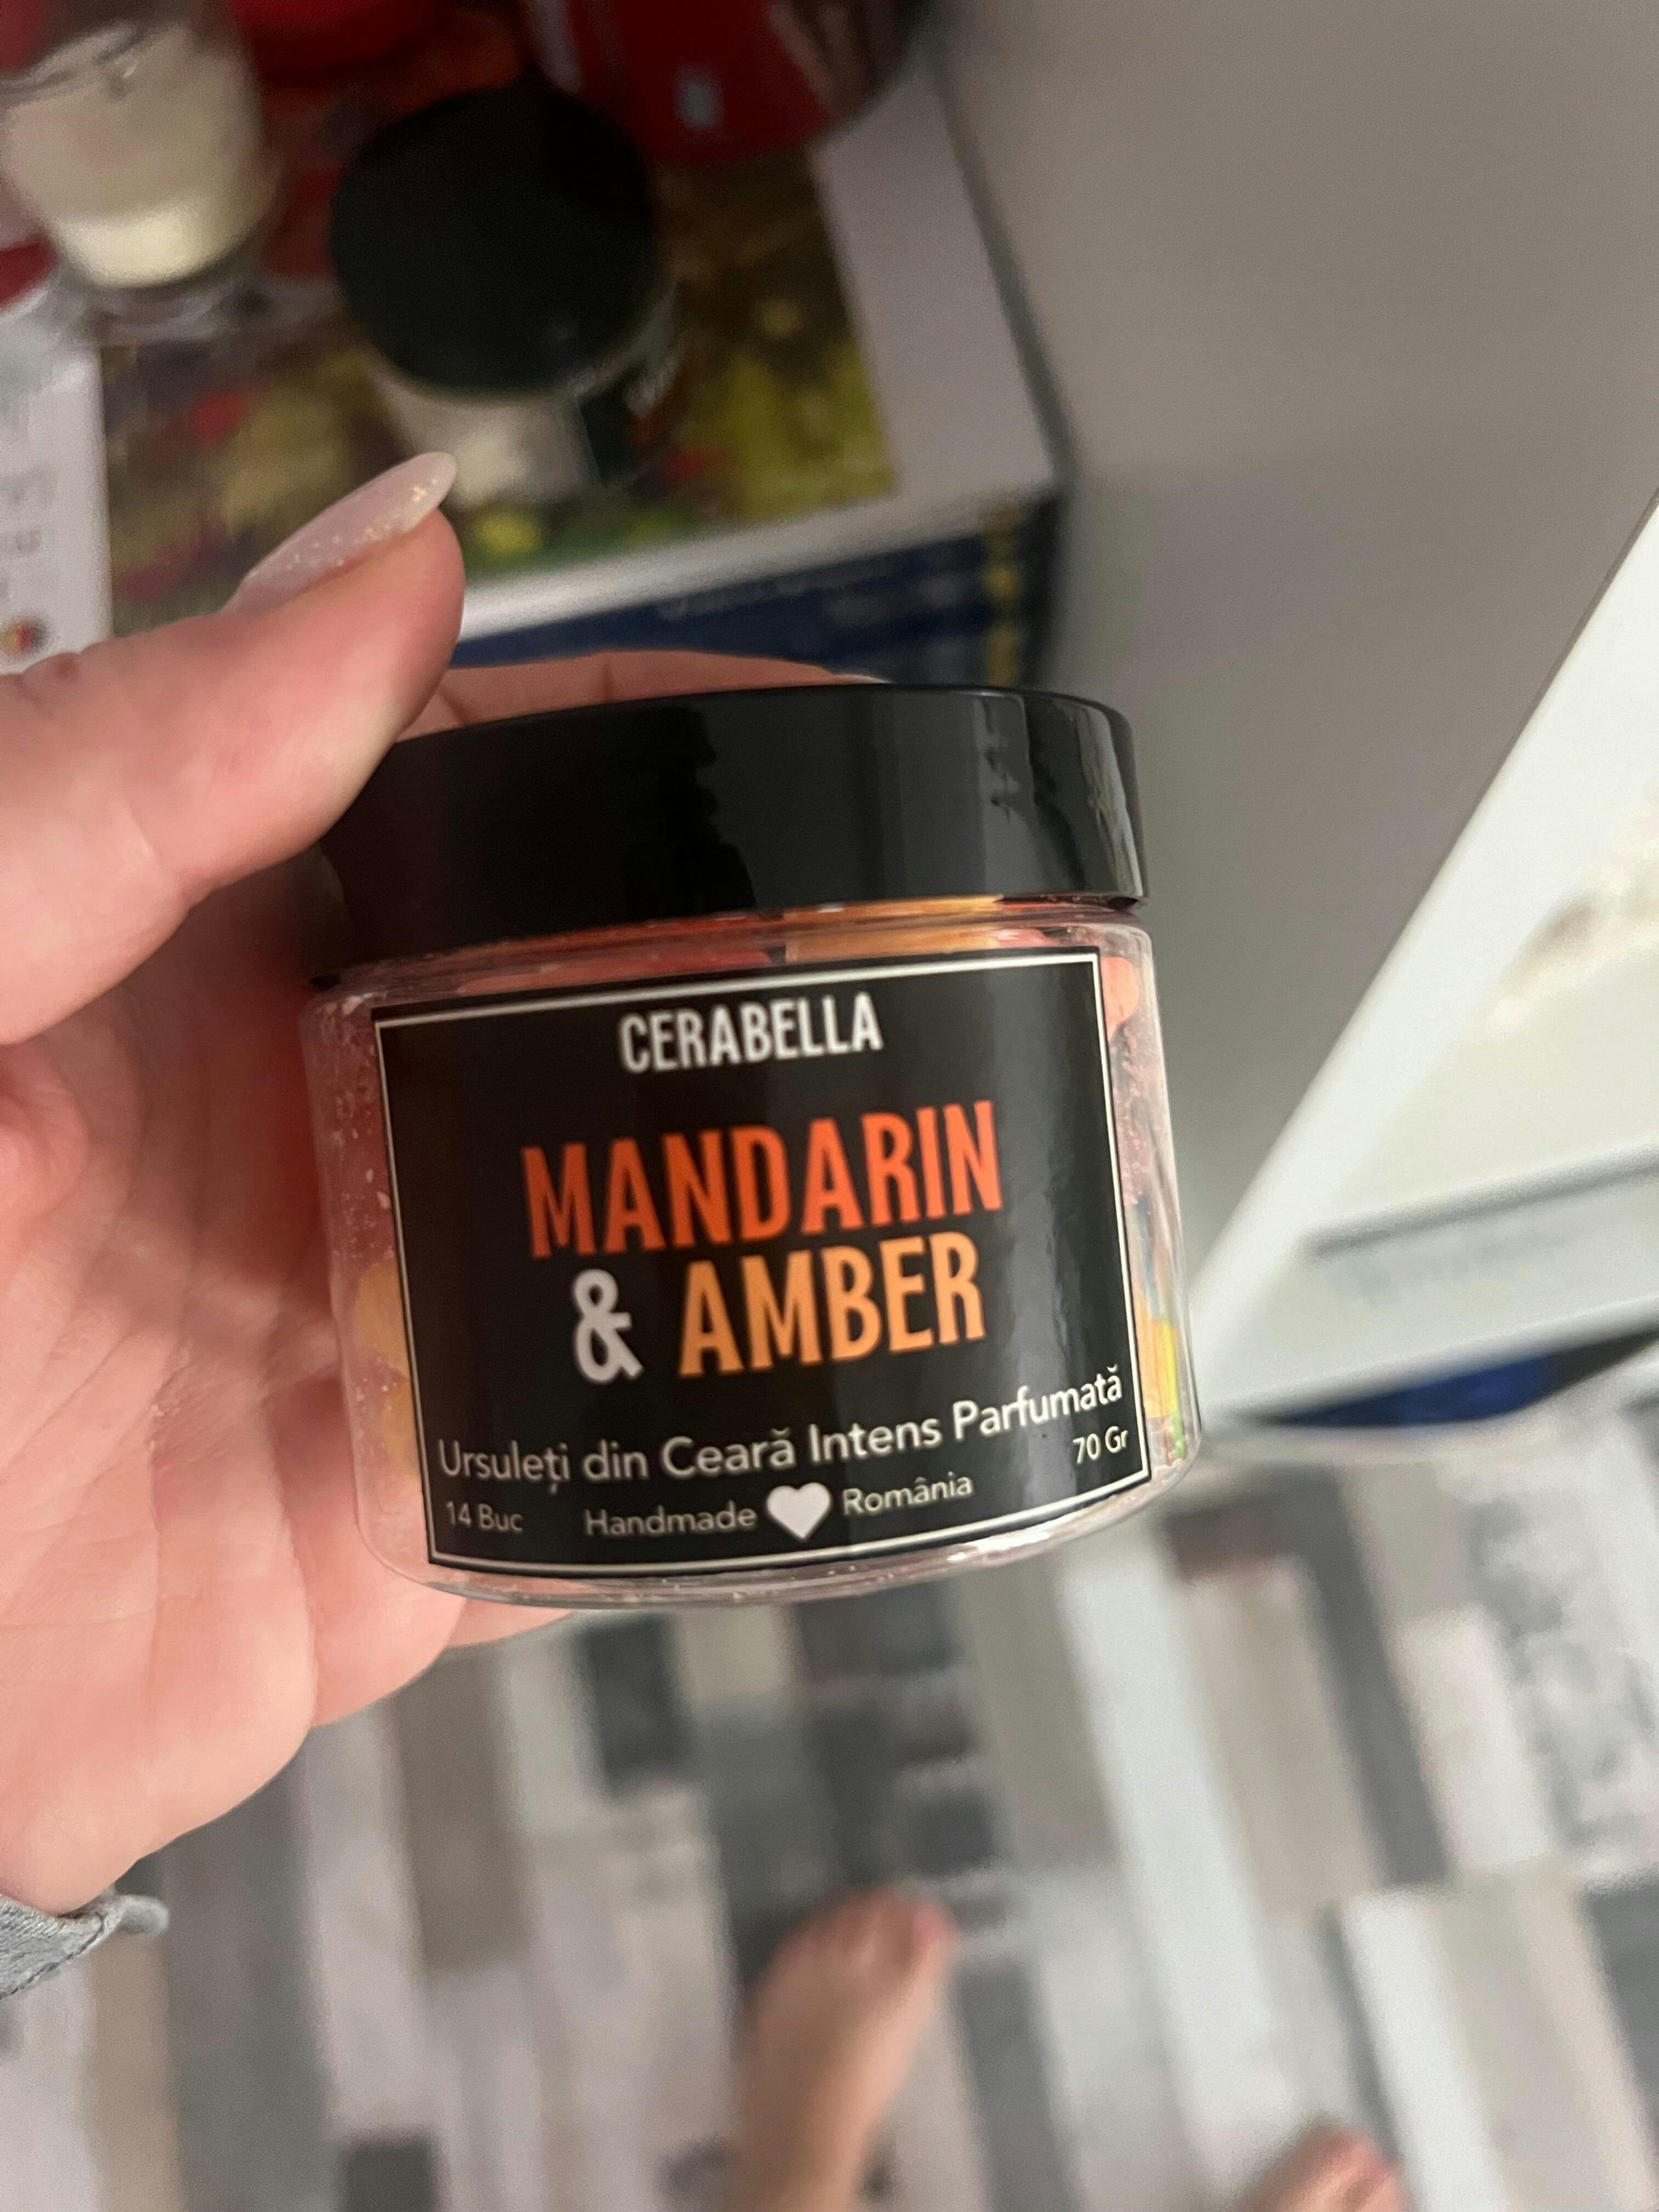 CERABELLA
MANDARIN
& AMBER
Ursuleți din Ceară Intens Parfumată
70 Gr
14 Buc Handmade România